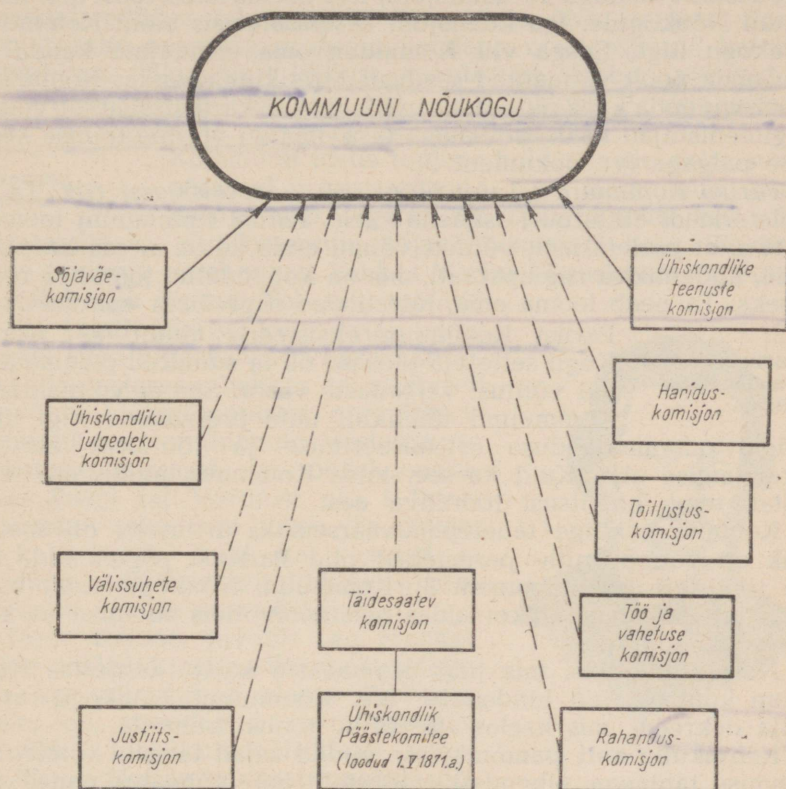 KOMMUUNI NÕUKOGU
Sõjaväe-
komisjon
Ühiskondlike
teenuste
komisjon
Ühiskondliku
julgeoleku
komisjon
Haridus-
komisjon
Toitlustus-
komisjon
Välissuhete
komisjon
Täidesaatev
komisjon
Töö ja
vahetuse
komisjon
Justiits-
komisjon
Ühiskondlik
Päästekomitee
(loodud 1.V 1871.a.)
Rahandus-
komisjon